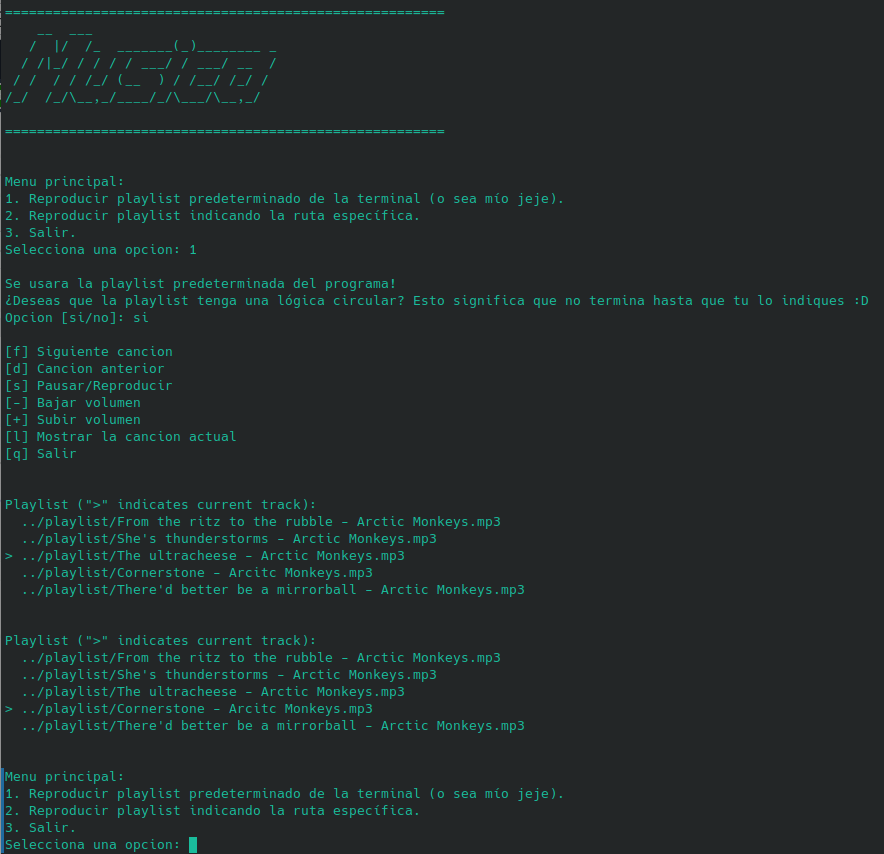 =======================================================
    __  ___
   /  |/  /_  _______(_)________ _
  / /|_/ / / / / ___/ / ___/ __  /
 / /  / / /_/ (__  ) / /__/ /_/ /
/_/  /_/\__,_/____/_/\___/\__,_/
=======================================================
Menu principal:
1. Reproducir playlist predeterminado de la terminal (o sea mío jeje).
2. Reproducir playlist indicando la ruta específica.
3. Salir.
Selecciona una opcion: 1
Se usara la playlist predeterminada del programa!
¿Deseas que la playlist tenga una lógica circular? Esto significa que no termina hasta que tu lo indiques :D
Opcion [si/no]: si
[f] Siguiente cancion
[d] Cancion anterior
[s] Pausar/Reproducir
[-] Bajar volumen
[+] Subir volumen
[l] Mostrar la cancion actual
[q] Salir
Playlist (">" indicates current track):
  ../playlist/From the ritz to the rubble - Arctic Monkeys.mp3
  ../playlist/She's thunderstorms - Arctic Monkeys.mp3
> ../playlist/The ultracheese - Arctic Monkeys.mp3
  ../playlist/Cornerstone - Arcitc Monkeys.mp3
  ../playlist/There'd better be a mirrorball - Arctic Monkeys.mp3
Playlist (">" indicates current track):
  ../playlist/From the ritz to the rubble - Arctic Monkeys.mp3
  ../playlist/She's thunderstorms - Arctic Monkeys.mp3
  ../playlist/The ultracheese - Arctic Monkeys.mp3
> ../playlist/Cornerstone - Arcitc Monkeys.mp3
  ../playlist/There'd better be a mirrorball - Arctic Monkeys.mp3
Menu principal:
1. Reproducir playlist predeterminado de la terminal (o sea mío jeje).
2. Reproducir playlist indicando la ruta específica.
3. Salir.
Selecciona una opcion: